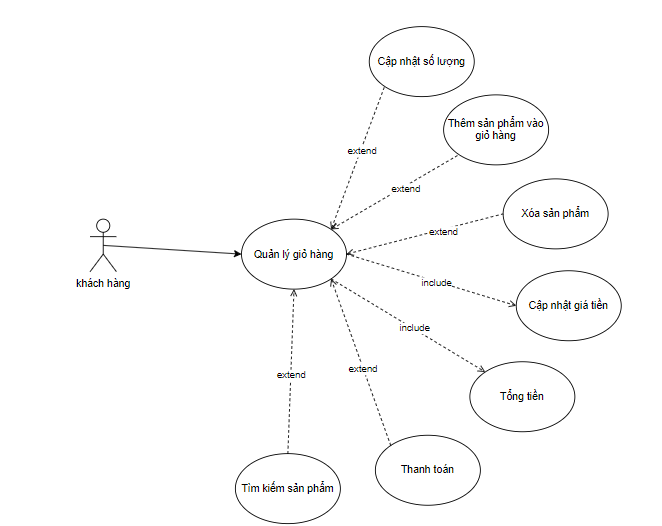 Cập nhật số lượng
extend
Thêm sản phẩm vào
giỏ hàng
extend
Xóa sản phẩm
extend
Quản lý giỏ hàng
khách hàng
include
Cập nhật giá tiền
include
extend
extend
Tổng tiền
Thanh toán
Tìm kiếm sản phẩm